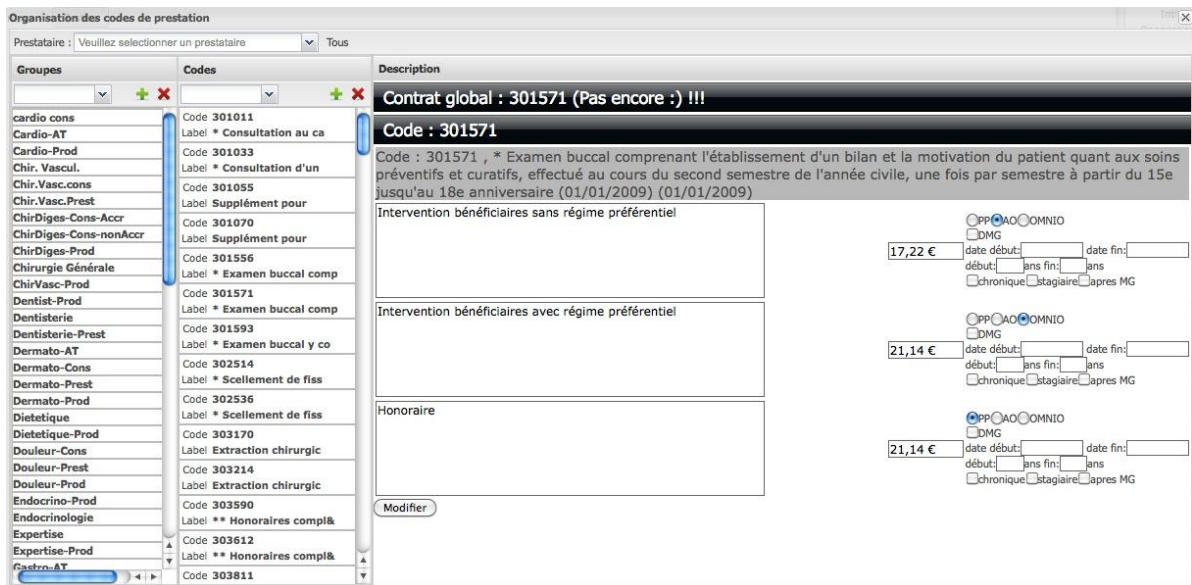 Organisation des codes de prestation
Prestataire : Veuillez selectionner un prestataire Tous
Groupes
cardio cons
Cardio-AT
Cardio-Prod
Chir. Vascul.
Chir.Vasc.cons
Chir.Vasc.Prest
ChirDiges-Cons-Accr
ChirDiges-Cons-nonAccr
ChirDiges-Prod
Chirurgie Générale
ChirVasc-Prod
Dentist-Prod
Dentisterie
Dentisterie-Prest
Dermato-AT
Dermato-Cons
Dermato-Prest
Dermato-Prod
Dietetique
Dietetique-Prod
Douleur-Cons
Douleur-Prest
Douleur-Prod
Endocrino-Prod
Endocrinologie
Expertise
Expertise-Prod
Gastro-AT
Codes
Code 301011
Label * Consultation au ca
Code 301033
Label * Consultation d'un
Code 301055
Label Supplément pour
Code 301070
Label Supplément pour
Code 301556
Label * Examen buccal comp
Code 301571
Label * Examen buccal comp
Code 301593
Label * Examen buccal y co
Code 302514
Label * Scellement de fiss
Code 302536
Label * Scellement de fiss
Code 303170
Label Extraction chirurgic
Code 303214
Label Extraction chirurgic
Code 303590
Label ** Honoraires compl&
Code 303612
Label ** Honoraires compl&
Code 303811
Description
Contrat global : 301571 (Pas encore :) !!!
Code : 301571
Code : 301571 , * Examen buccal comprenant l'établissement d'un bilan et la motivation du patient quant aux soins
préventifs et curatifs, effectué au cours du second semestre de l'année civile, une fois par semestre à partir du 15e
jusqu'au 18e anniversaire (01/01/2009) (01/01/2009)
Intervention bénéficiaires sans régime préférentiel
PP AO OMNIO
DMG
17,22 € date début: date fin:
début: ans fin: ans
chronique stagiaire apres MG
Intervention bénéficiaires avec régime préférentiel
PP AO OMNIO
DMG
21,14 € date début: date fin:
début: ans fin: ans
chronique stagiaire apres MG
Honoraire
PP AO OMNIO
DMG
21,14 € date début: date fin:
début: ans fin: ans
chronique stagiaire apres MG
Modifier